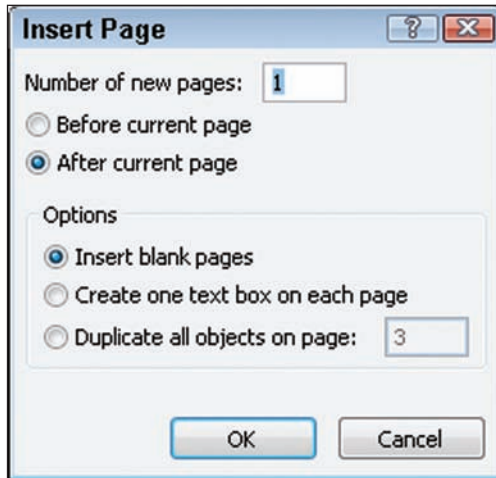 Insert Page
Number of new pages: 1
Before current page
After current page
Options
Insert blank pages
Create one text box on each page
Duplicate all objects on page: 3
OK Cancel